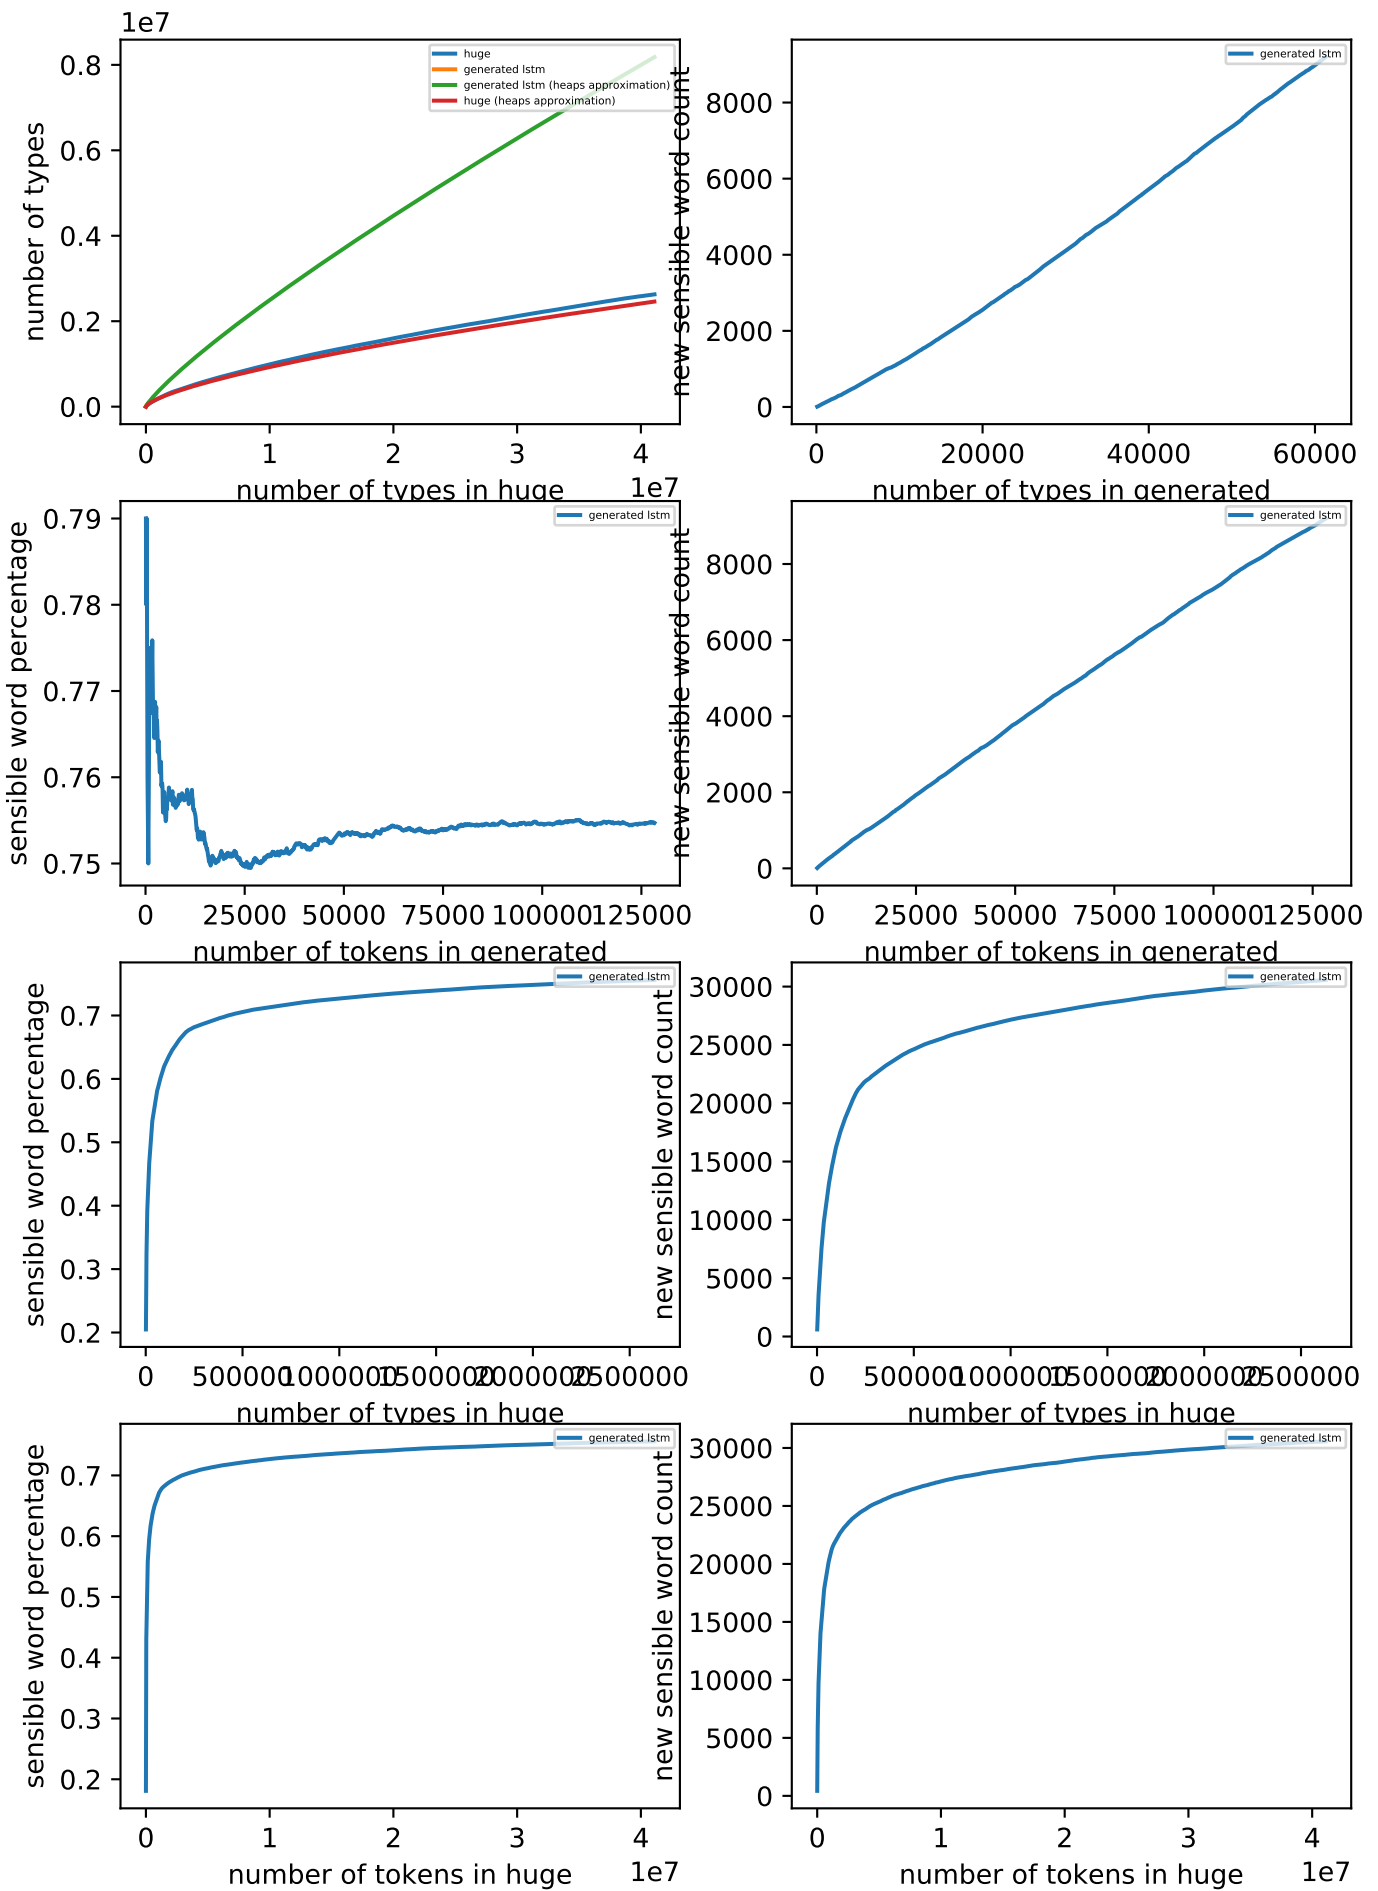 1e7
huge
generated lstm
generated lstm (heaps approximation)
huge (heaps approximation)
0.8
0.6
0.4
0.2
0.0
number of types
0
1
2
3
4
1e7
number of types in huge
generated lstm
8000
6000
4000
2000
0
new sensible word count
0
20000
40000
60000
number of types in generated
generated lstm
0.79
0.78
0.77
0.76
0.75
sensible word percentage
0
25000
50000
75000
100000
125000
number of tokens in generated
generated lstm
8000
6000
4000
2000
0
new sensible word count
0
25000
50000
75000
100000
125000
number of tokens in generated
generated lstm
0.7
0.6
0.5
0.4
0.3
0.2
sensible word percentage
0
500000
1000000
1500000
2000000
2500000
number of types in huge
generated lstm
30000
25000
20000
15000
10000
5000
0
new sensible word count
0
500000
1000000
1500000
2000000
2500000
number of types in huge
generated lstm
0.7
0.6
0.5
0.4
0.3
0.2
sensible word percentage
0
1
2
3
4
1e7
number of tokens in huge
generated lstm
30000
25000
20000
15000
10000
5000
0
new sensible word count
0
1
2
3
4
1e7
number of tokens in huge